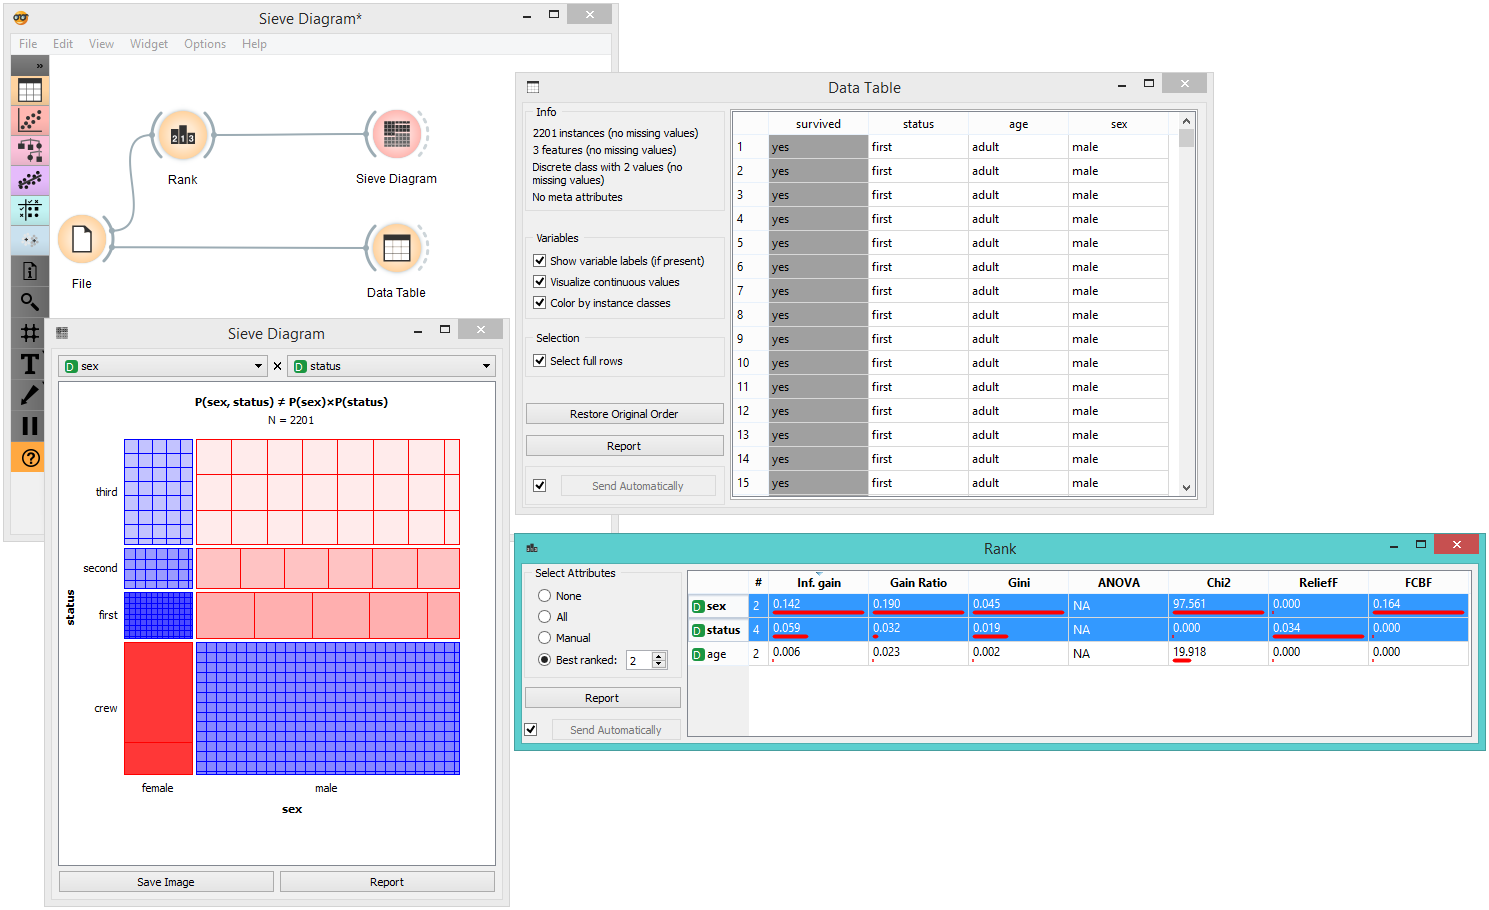 Sieve Diagram*
File Edit View Widget Options Help
»
2 1 3
Rank
Sieve Diagram
File
Data Table
Data Table
Info
2201 instances (no missing values)
3 features (no missing values)
Discrete class with 2 values (no
missing values)
No meta attributes
Variables
Show variable labels (if present)
Visualize continuous values
Color by instance classes
Selection
Select full rows
Restore Original Order
Report
Send Automatically
survived status age sex
1 yes first adult male
2 yes first adult male
3 yes first adult male
4 yes first adult male
5 yes first adult male
6 yes first adult male
7 yes first adult male
8 yes first adult male
9 yes first adult male
10 yes first adult male
11 yes first adult male
12 yes first adult male
13 yes first adult male
14 yes first adult male
15 yes first adult male
Sieve Diagram
D sex × D status
P(sex, status) ≠ P(sex)×P(status)
N = 2201
third
second
first
crew
status
female male
sex
Save Image Report
Rank
Select Attributes
None
All
Manual
Best ranked: 2
Report
Send Automatically
# Inf. gain Gain Ratio Gini ANOVA Chi2 ReliefF FCBF
D sex 2 0.142 0.190 0.045 NA 97.561 0.000 0.164
D status 4 0.059 0.032 0.019 NA 0.000 0.034 0.000
D age 2 0.006 0.023 0.002 NA 19.918 0.000 0.000